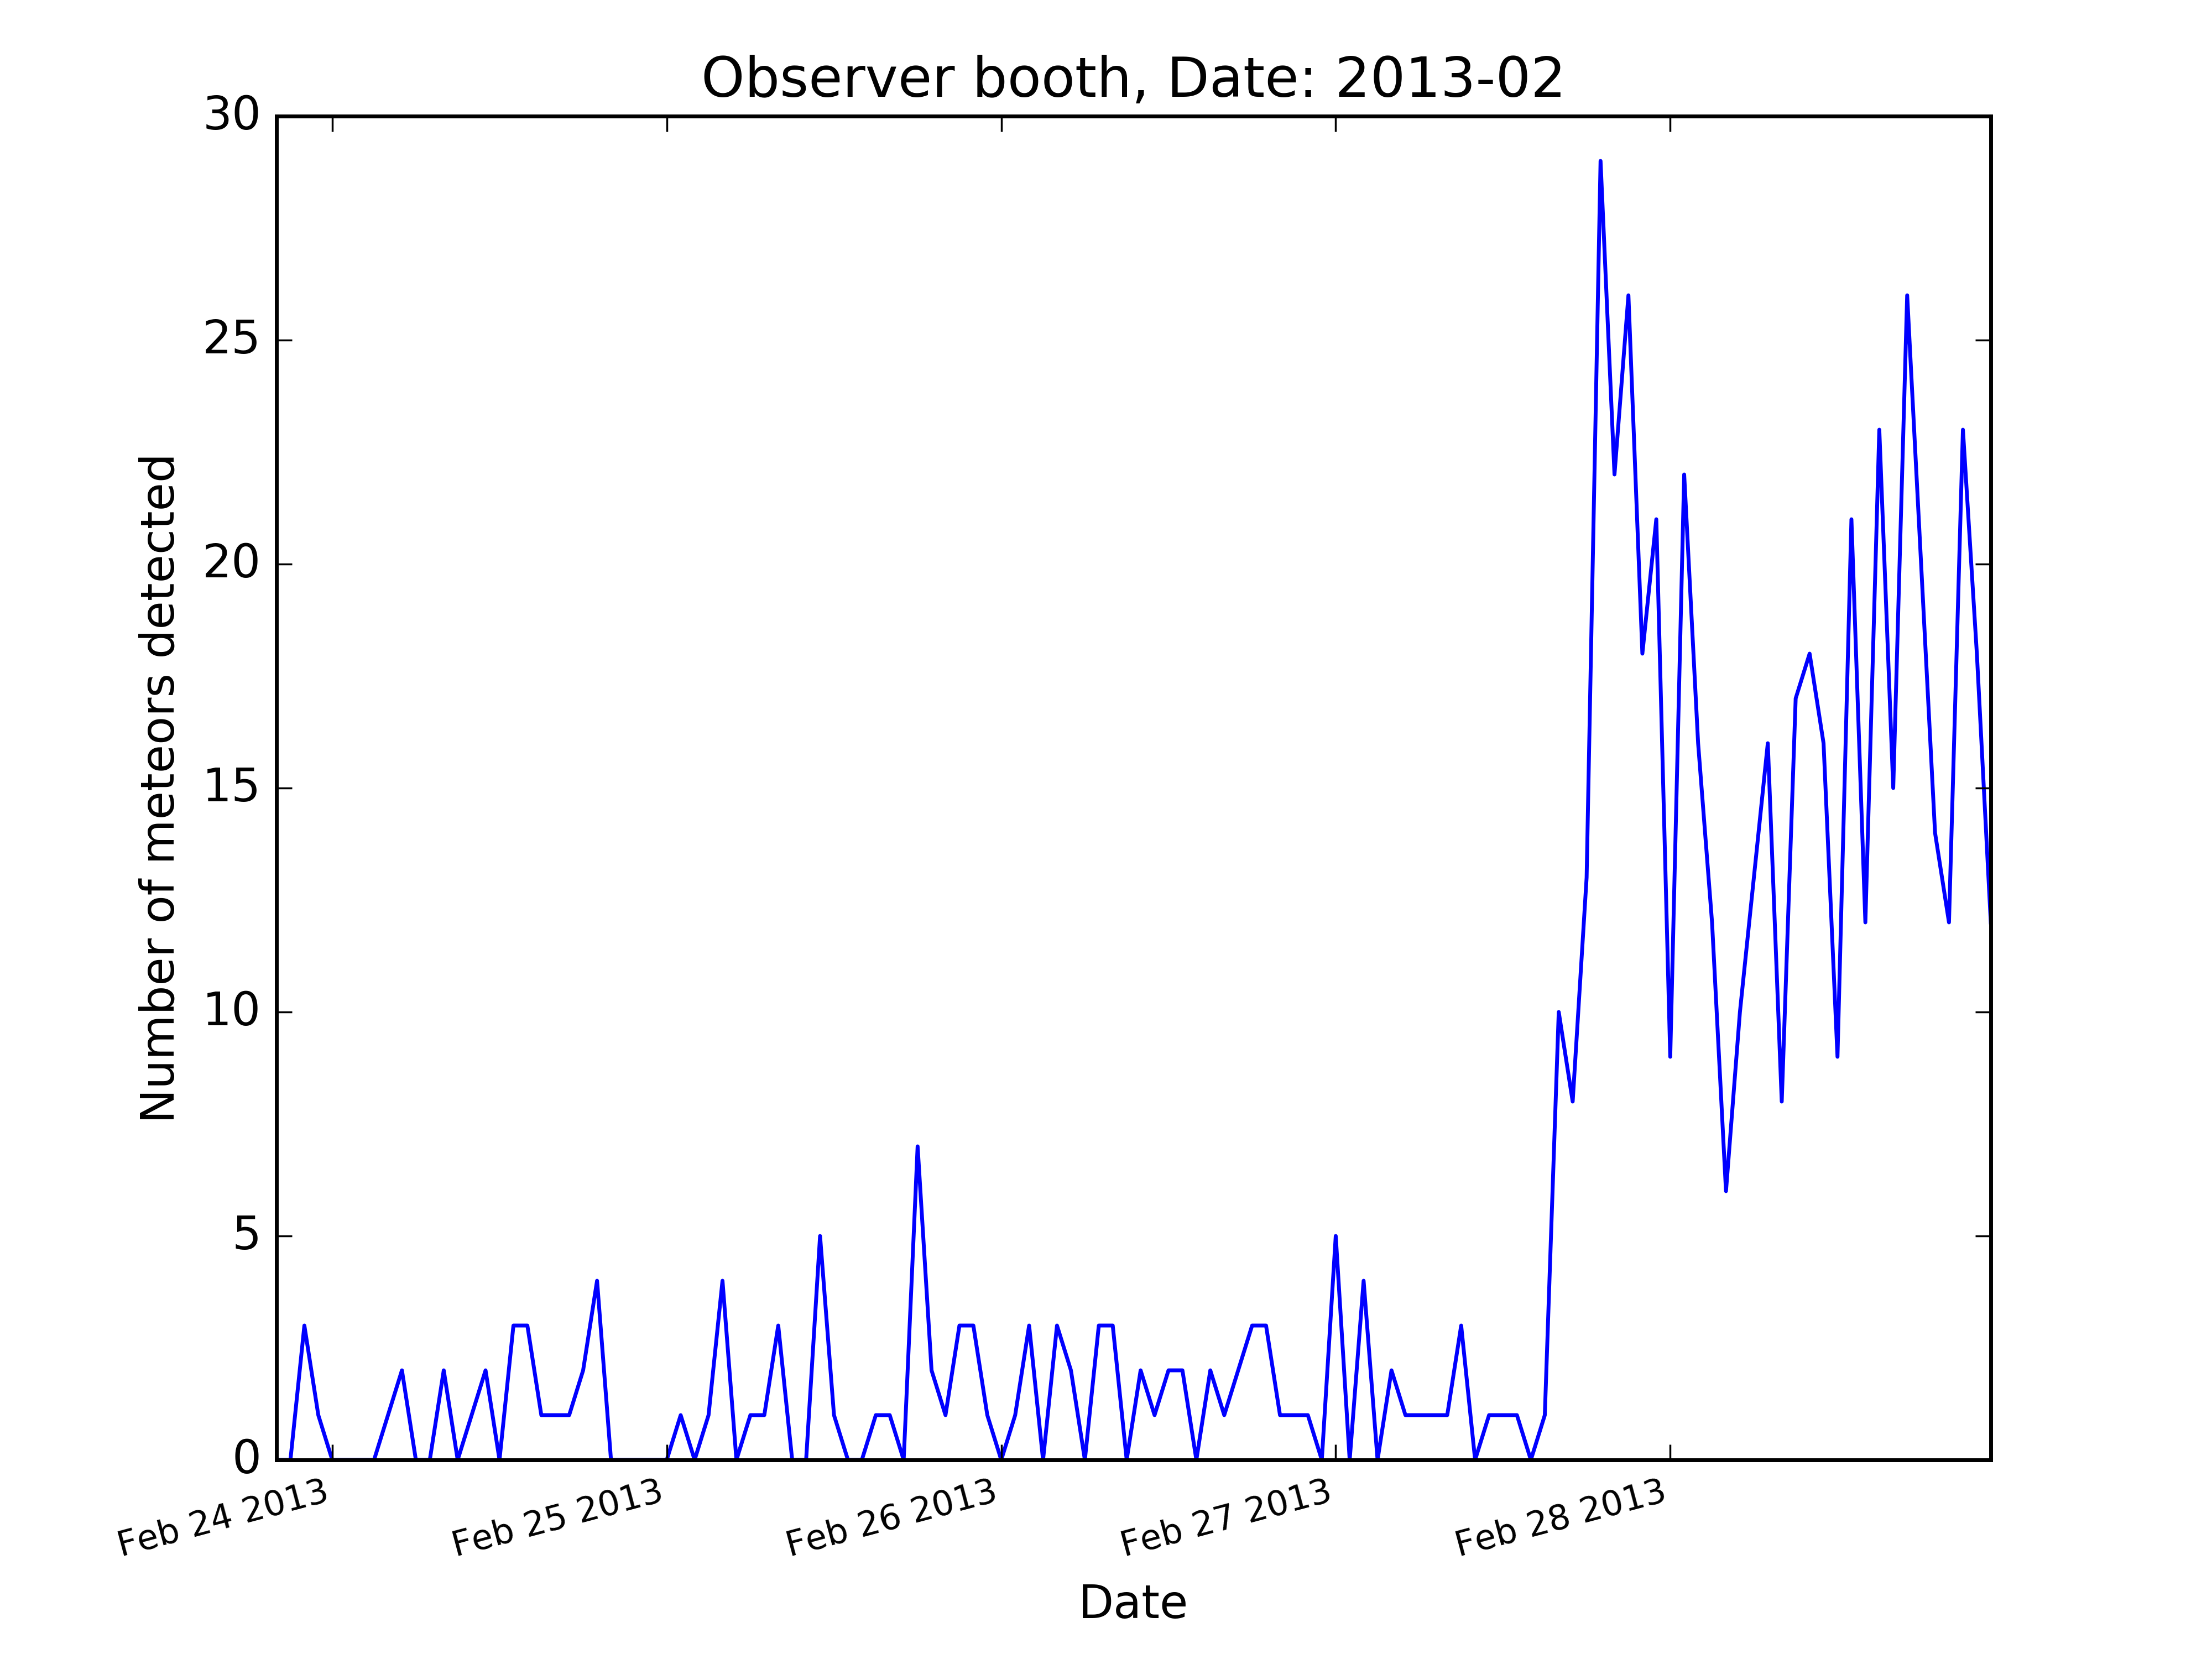 Observer booth, Date: 2013-02
30
25
20
15
10
5
0
Number of meteors detected
Feb 24 2013
Feb 25 2013
Feb 26 2013
Feb 27 2013
Feb 28 2013
Date